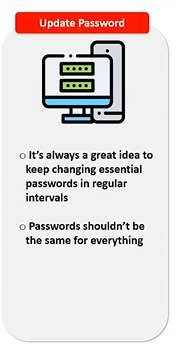 Update Password
o It's always a great idea to
keep changing essential
passwords in regular
intervals
o Passwords shouldn't be
the same for everything